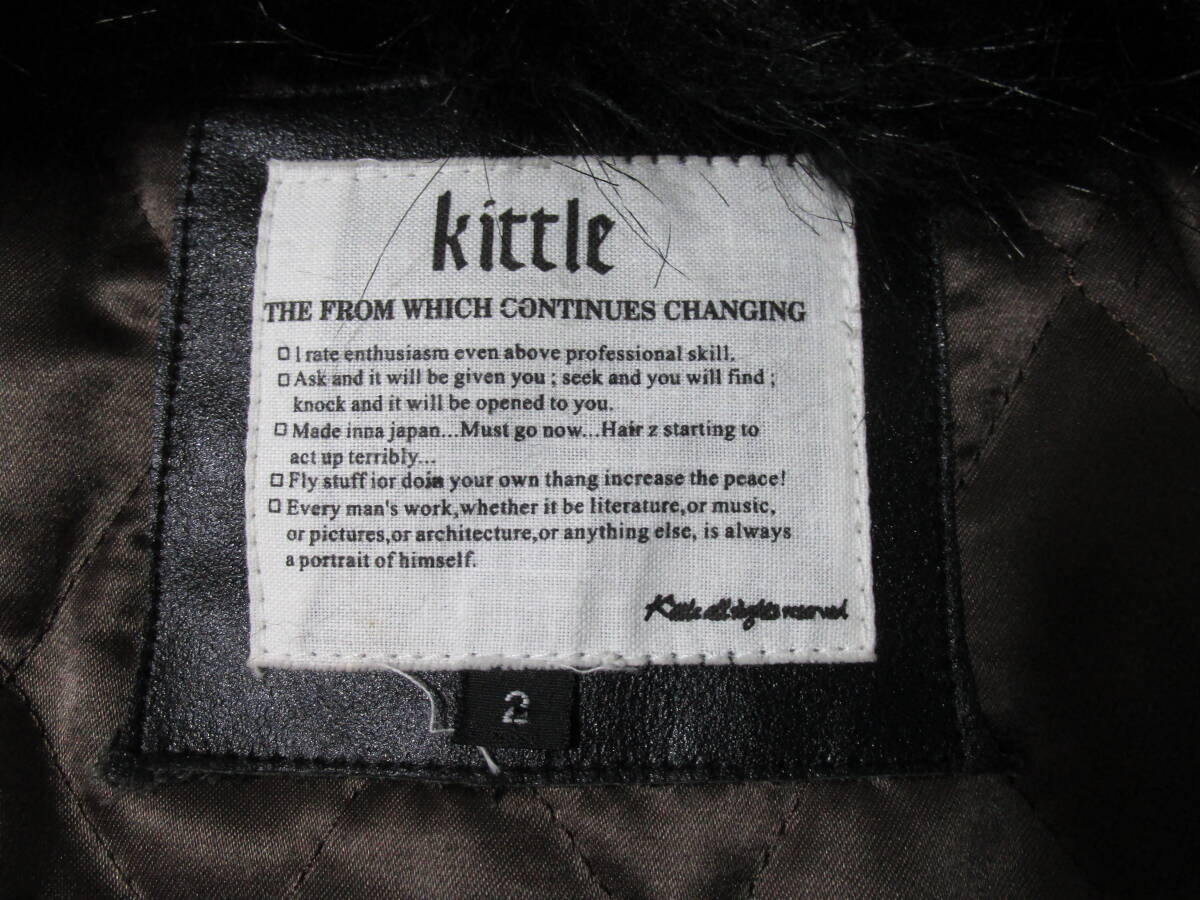 kittle
THE FROM WHICH CONTINUES CHANGING
I rate enthusiasm even above professional skill.
Ask and it will be given you ; seek and you will find ;
knock and it will be opened to you.
Made inna japan...Must go now...Hair z starting to
act up terribly...
Fly stuff ior doin your own thang increase the peace!
Every man's work,whether it be literature,or music,
or pictures,or architecture,or anything else, is always
a portrait of himself.
Kittle all rights reserved
2